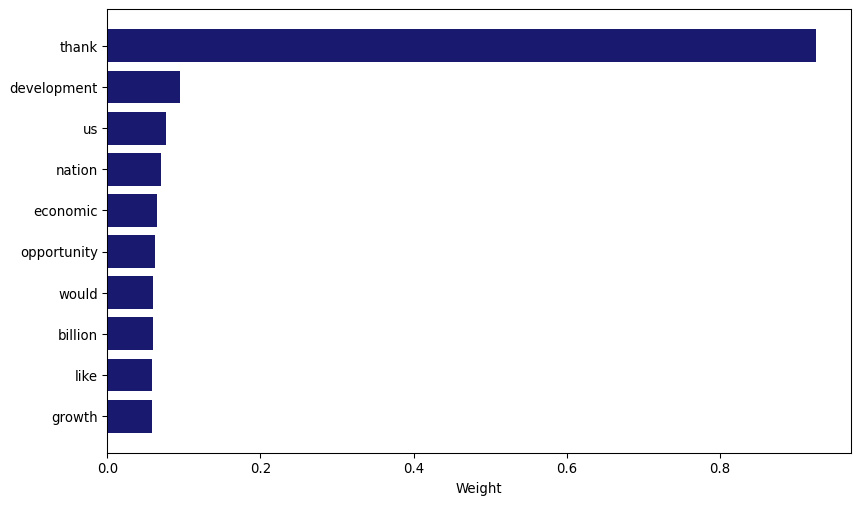 thank
development
us
nation
economic
opportunity
would
billion
like
growth
0.0 0.2 0.4 0.6 0.8
Weight